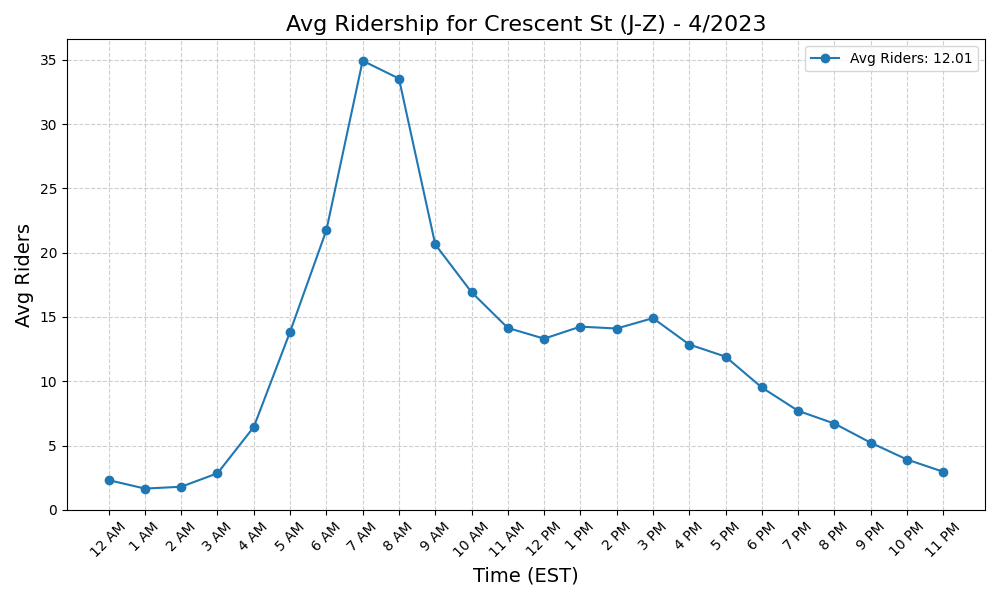 Avg Ridership for Crescent St (J-Z) - 4/2023
Avg Riders: 12.01
Avg Riders
35
30
25
20
15
10
5
0
12 AM
1 AM
2 AM
3 AM
4 AM
5 AM
6 AM
7 AM
8 AM
9 AM
10 AM
11 AM
12 PM
1 PM
2 PM
3 PM
4 PM
5 PM
6 PM
7 PM
8 PM
9 PM
10 PM
11 PM
Time (EST)